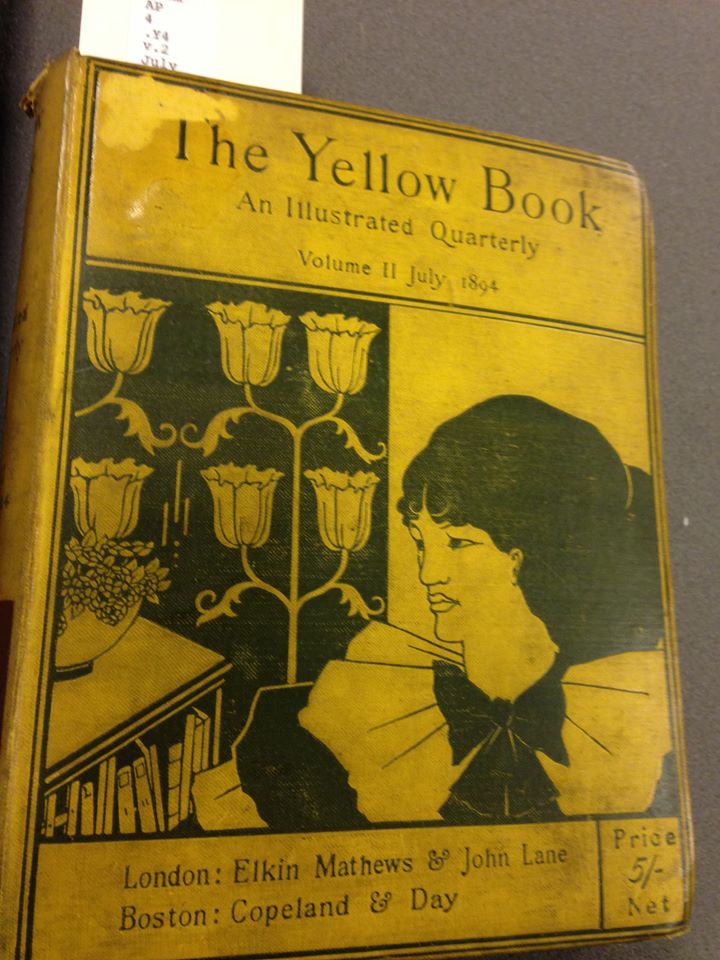 AP
4
.Y4
v.2
July
The Yellow Book
An Illustrated Quarterly
Volume II July 1894
London: Elkin Mathews & John Lane
Boston: Copeland & Day
Price
5/-
Net